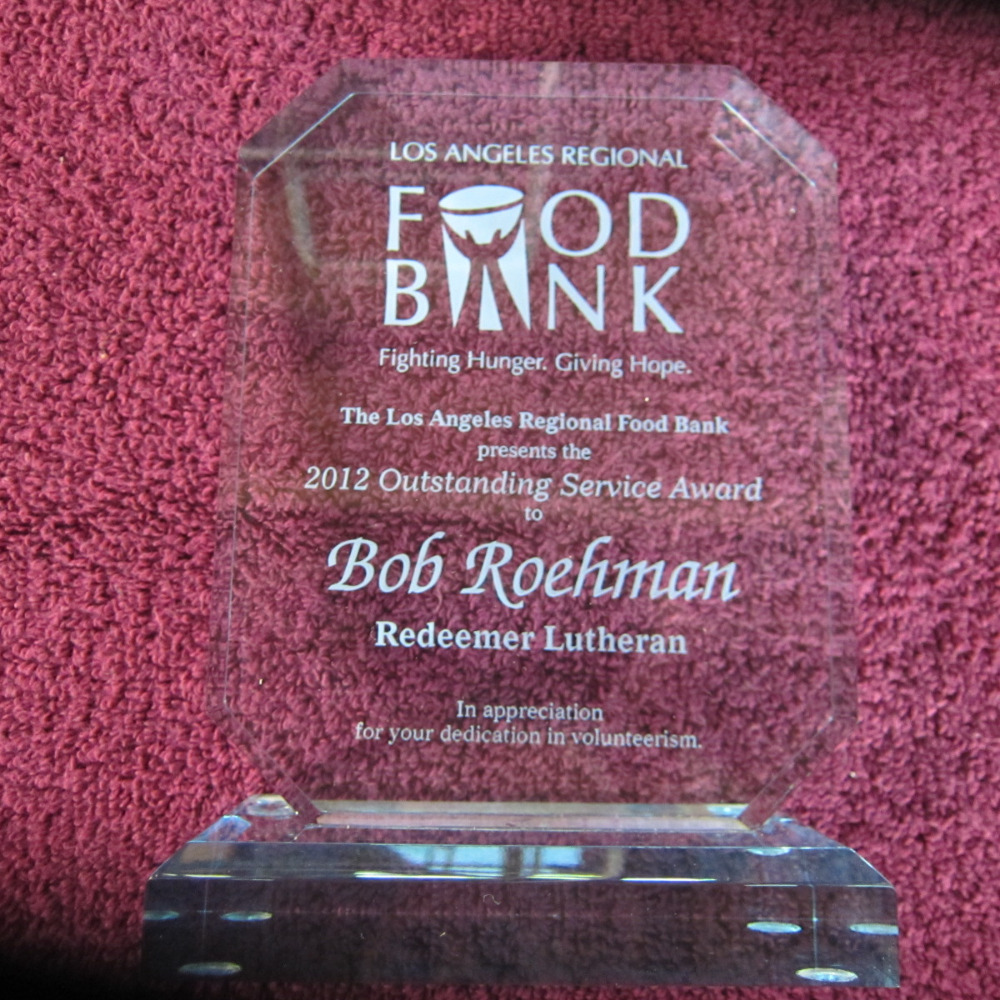 LOS ANGELES REGIONAL
FOOD
BANK
Fighting Hunger. Giving Hope.
The Los Angeles Regional Food Bank
presents the
2012 Outstanding Service Award
to
Bob Roehman
Redeemer Lutheran
In appreciation
for your dedication in volunteerism.